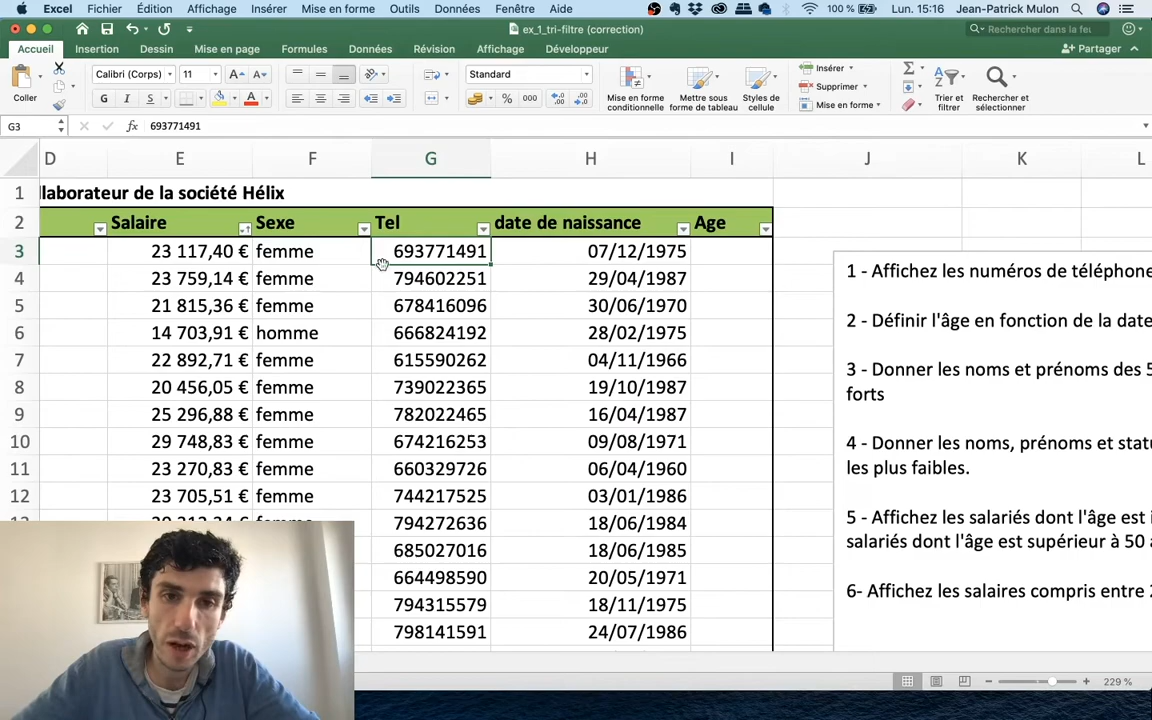 Excel Fichier Édition Affichage Insérer Mise en forme Outils Données Fenêtre Aide 100 % Lun. 15:16 Jean-Patrick Mulon
ex_1_tri-filtre (correction) Rechercher dans la feu
Accueil Insertion Dessin Mise en page Formules Données Révision Affichage Développeur Partager
Calibri (Corps) 11 Standard Insérer
Supprimer
Mise en forme
G I S A % 000
Coller
Mise en forme conditionnelle
Mettre sous forme de tableau
Styles de cellule
Trier et filtrer
Rechercher et sélectionner
G3 fx 693771491
D E F G H I J K L
1 llaborateur de la société Hélix
2 Salaire Sexe Tel date de naissance Age
3 23 117,40 € femme 693771491 07/12/1975
4 23 759,14 € femme 794602251 29/04/1987
5 21 815,36 € femme 678416096 30/06/1970
6 14 703,91 € homme 666824192 28/02/1975
7 22 892,71 € femme 615590262 04/11/1966
8 20 456,05 € femme 739022365 19/10/1987
9 25 296,88 € femme 782022465 16/04/1987
10 29 748,83 € femme 674216253 09/08/1971
11 23 270,83 € femme 660329726 06/04/1960
12 23 705,51 € femme 744217525 03/01/1986
794272636 18/06/1984
685027016 18/06/1985
664498590 20/05/1971
794315579 18/11/1975
798141591 24/07/1986
1 - Affichez les numéros de téléphone
2 - Définir l'âge en fonction de la date
3 - Donner les noms et prénoms des 5
forts
4 - Donner les noms, prénoms et statu
les plus faibles.
5 - Affichez les salariés dont l'âge est i
salariés dont l'âge est supérieur à 50 a
6- Affichez les salaires compris entre 2
229 %